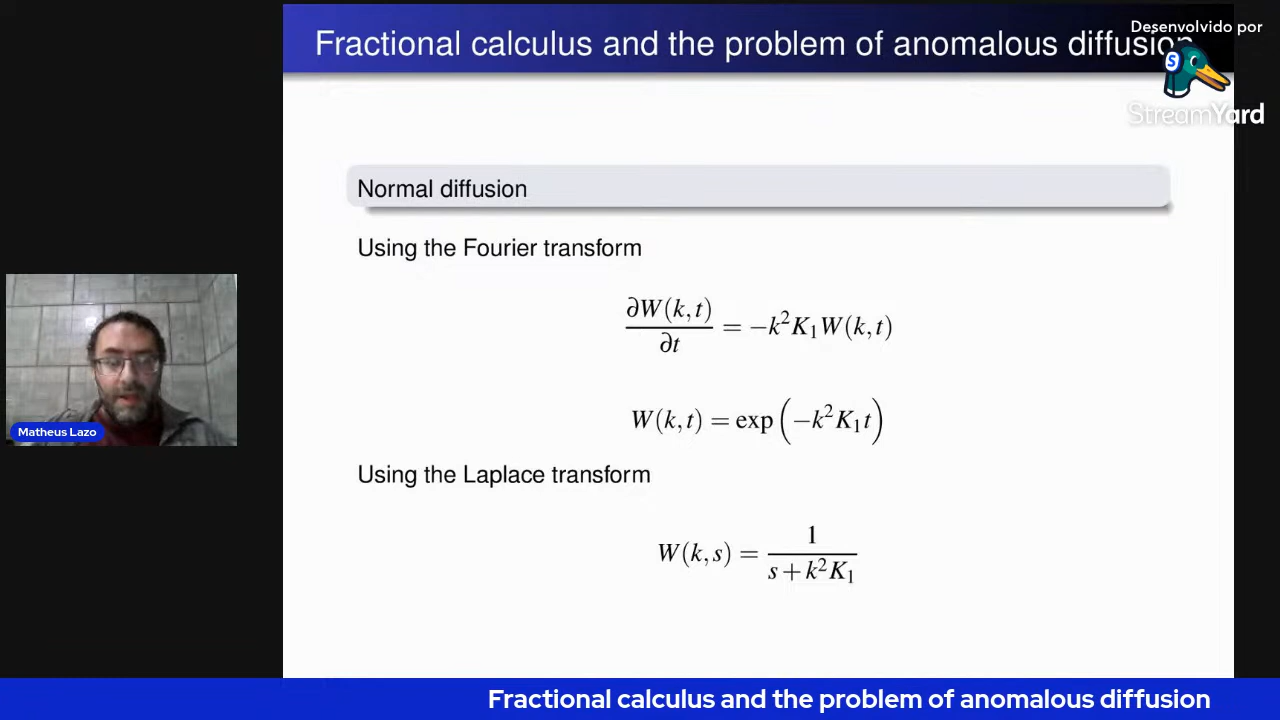 Fractional calculus and the problem of anomalous diffusion
Desenvolvido por
StreamYard
Normal diffusion
Using the Fourier transform
∂W(k,t)/∂t = −k²K₁W(k,t)
W(k,t) = exp(−k²K₁t)
Using the Laplace transform
W(k,s) = 1/(s+k²K₁)
Matheus Lazo
Fractional calculus and the problem of anomalous diffusion